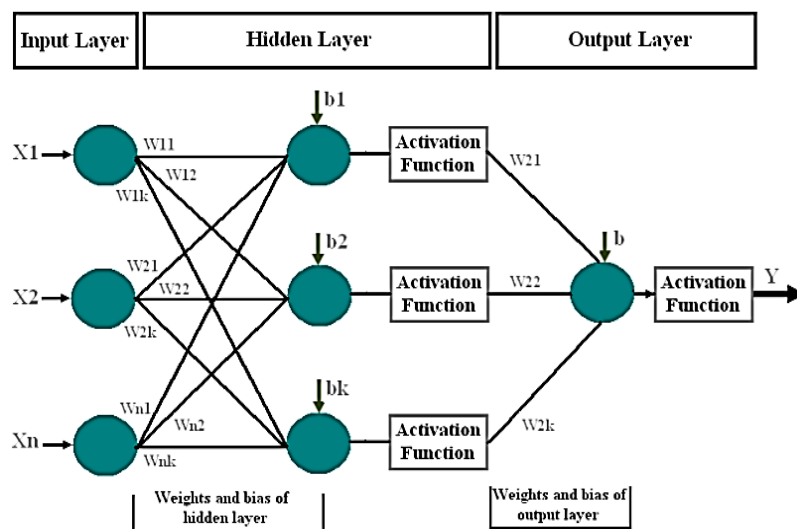 Input Layer
Hidden Layer
Output Layer
b1
X1
W11
W12
W1k
Activation
Function
W21
b2
b
X2
W21
W22
W2k
Activation
Function
W22
Activation
Function
Y
bk
Xn
Wn1
Wn2
Wnk
Activation
Function
W2k
Weights and bias of
hidden layer
Weights and bias of
output layer